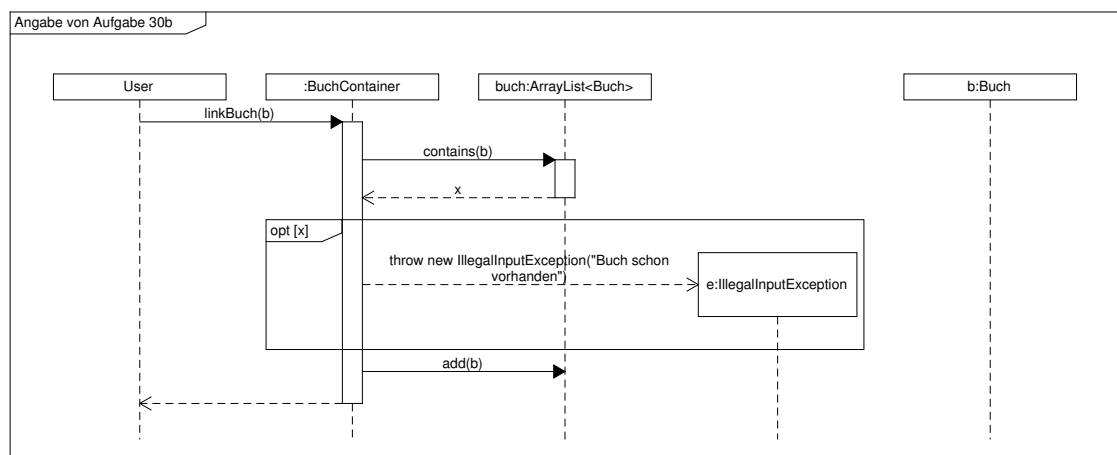 Angabe von Aufgabe 30b
User
:BuchContainer
buch:ArrayList<Buch>
b:Buch
linkBuch(b)
contains(b)
x
opt [x]
throw new IllegalInputException("Buch schon
vorhanden")
e:IllegalInputException
add(b)